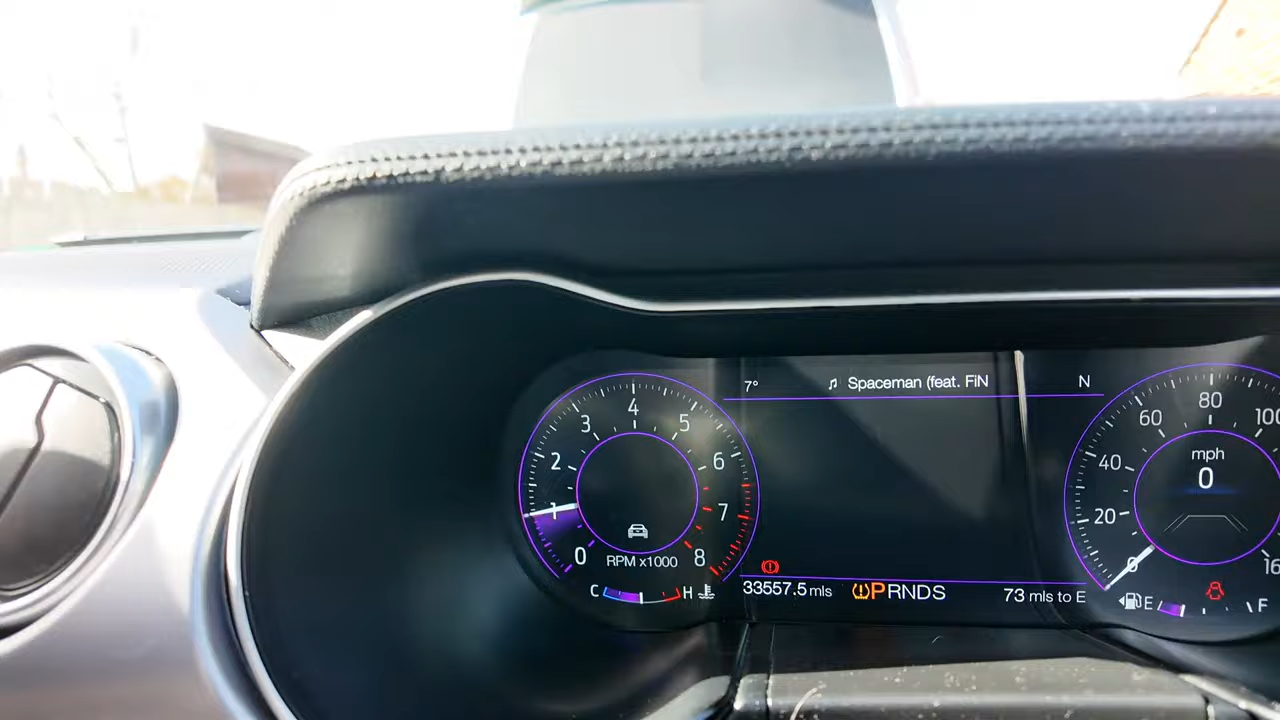 7° Spaceman (feat. FiN N
0 1 2 3 4 5 6 7 8
RPM x1000
C H
33557.5 mls PRNDS 73 mls to E
0 20 40 60 80 100 16
mph
0
E F